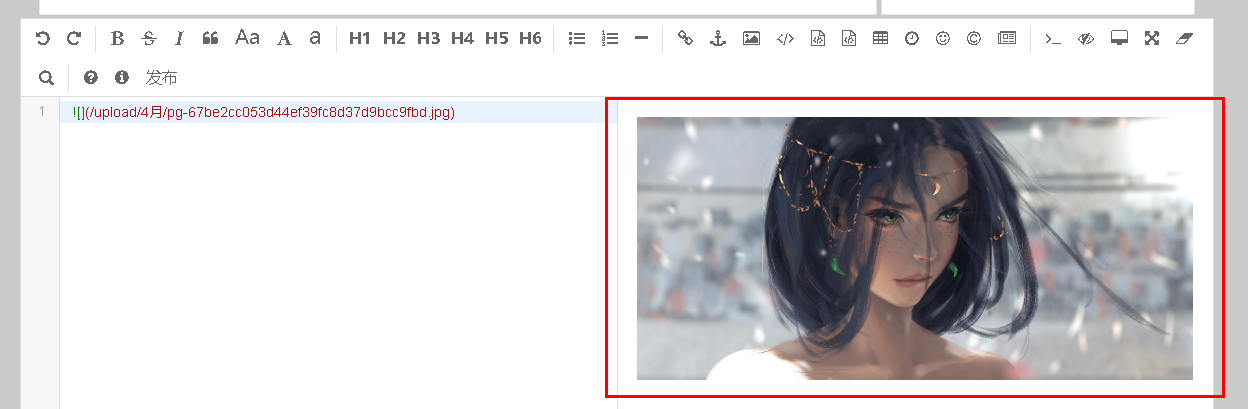 B S I Aa A a H1 H2 H3 H4 H5 H6
发布
1 ![](/upload/4月/pg-67be2cc053d44ef39fc8d37d9bcc9fbd.jpg)